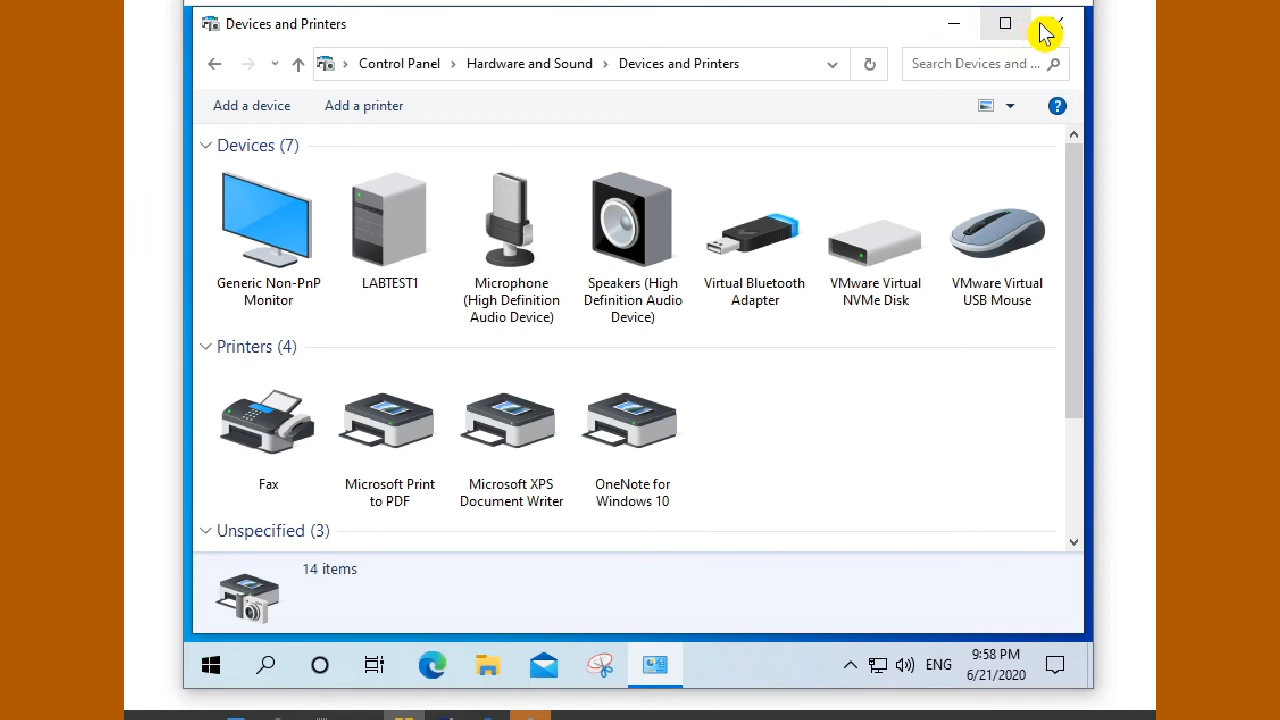 Devices and Printers
Control Panel > Hardware and Sound > Devices and Printers
Search Devices and ...
Add a device
Add a printer
Devices (7)
Generic Non-PnP
Monitor
LABTEST1
Microphone
(High Definition
Audio Device)
Speakers (High
Definition Audio
Device)
Virtual Bluetooth
Adapter
VMware Virtual
NVMe Disk
VMware Virtual
USB Mouse
Printers (4)
Fax
Microsoft Print
to PDF
Microsoft XPS
Document Writer
OneNote for
Windows 10
Unspecified (3)
14 items
ENG
9:58 PM
6/21/2020